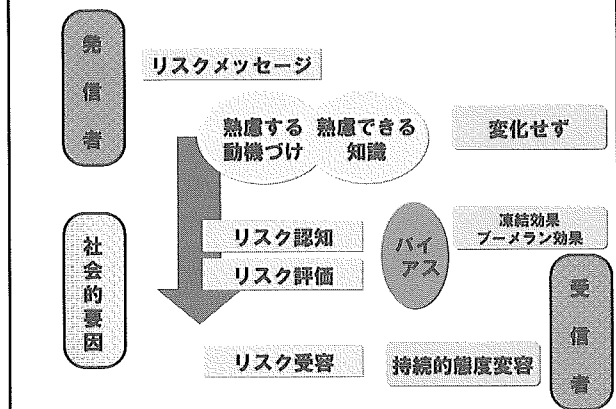 発信者
リスクメッセージ
熟慮する
動機づけ
熟慮できる
知識
変化せず
社会的要因
リスク認知
リスク評価
バイ
アス
凍結効果
ブーメラン効果
受信者
リスク受容
持続的態度変容